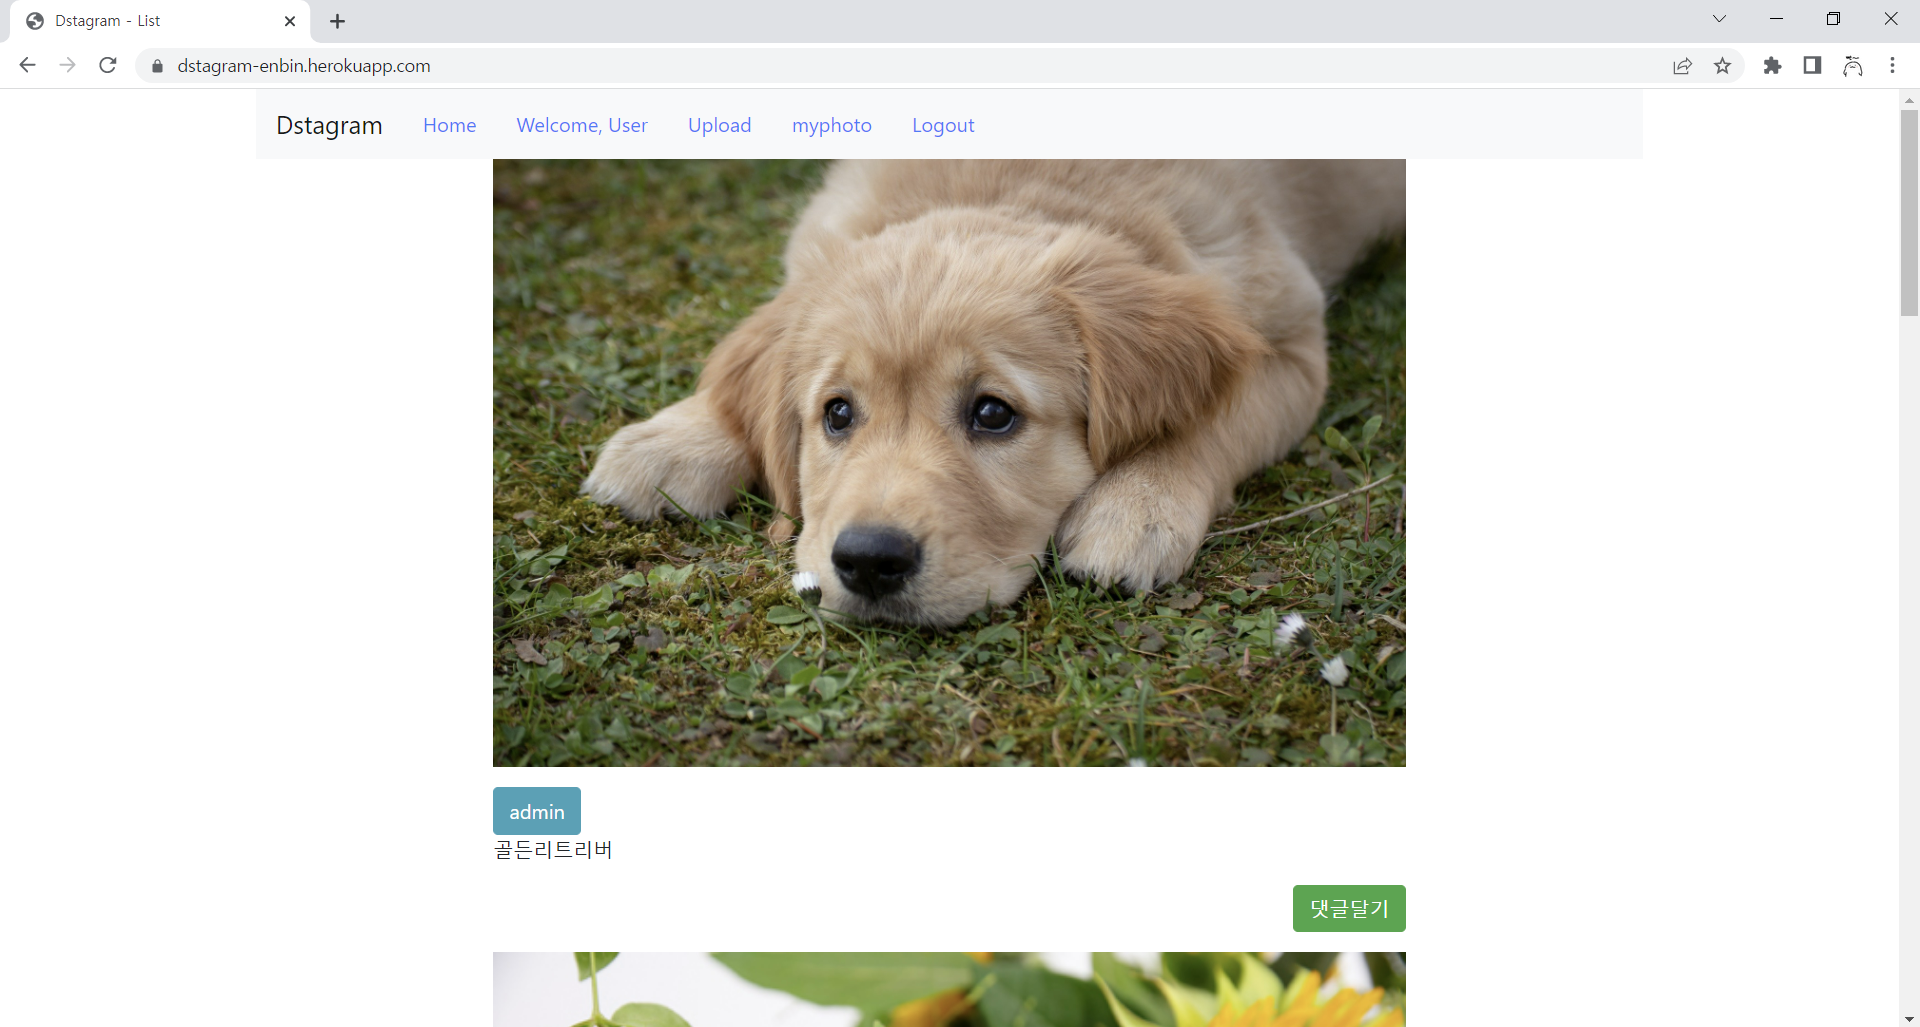 Dstagram - List
dstagram-enbin.herokuapp.com
Dstagram Home Welcome, User Upload myphoto Logout
admin
골든리트리버
댓글달기